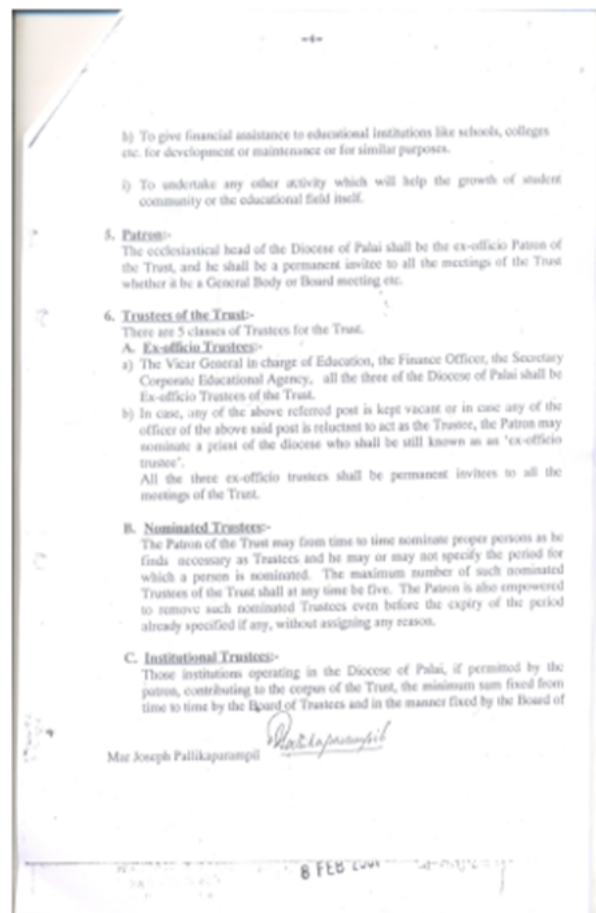 -4-
h) To give financial assistance to educational institutions like schools, colleges
etc. for development or maintenance or for similar purposes.
i) To undertake any other activity which will help the growth of student
community or the educational field itself.
5. Patron:-
The ecclesiastical head of the Diocese of Palai shall be the ex-officio Patron of
the Trust, and he shall be a permanent invitee to all the meetings of the Trust
whether it be a General Body or Board meeting etc.
6. Trustees of the Trust:-
There are 5 classes of Trustees for the Trust.
A. Ex-officio Trustees:-
a) The Vicar General in charge of Education, the Finance Officer, the Secretary
Corporate Educational Agency, all the three of the Diocese of Palai shall be
Ex-officio Trustees of the Trust.
b) In case, any of the above referred post is kept vacant or in case any of the
officer of the above said post is reluctant to act as the Trustee, the Patron may
nominate a priest of the diocese who shall be still known as an 'ex-officio
trustee'.
All the three ex-officio trustees shall be permanent invitees to all the
meetings of the Trust.
B. Nominated Trustees:-
The Patron of the Trust may from time to time nominate proper persons as he
finds necessary as Trustees and he may or may not specify the period for
which a person is nominated. The maximum number of such nominated
Trustees of the Trust shall at any time be five. The Patron is also empowered
to remove such nominated Trustees even before the expiry of the period
already specified if any, without assigning any reason.
C. Institutional Trustees:-
Those institutions operating in the Diocese of Palai, if permitted by the
patron, contributing to the corpus of the Trust, the minimum sum fixed from
time to time by the Board of Trustees and in the manner fixed by the Board of
Pallikaparampil
Mar Joseph Pallikaparampil
8 FEB